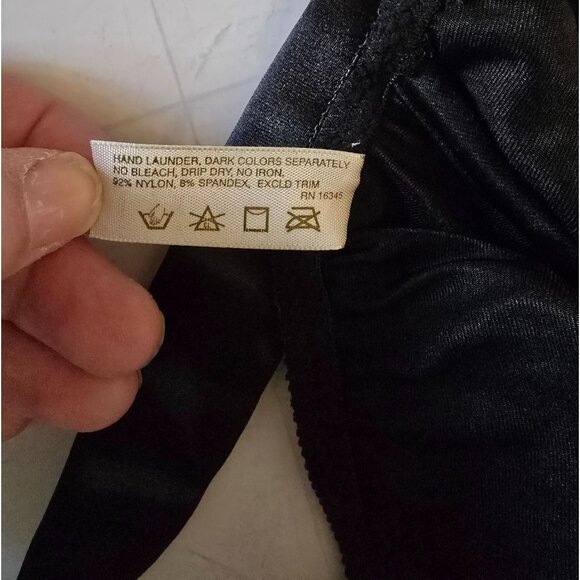 HAND LAUNDER, DARK COLORS SEPARATELY
NO BLEACH, DRIP DRY, NO IRON,
92% NYLON, 8% SPANDEX, EXCLD TRIM
RN 16345